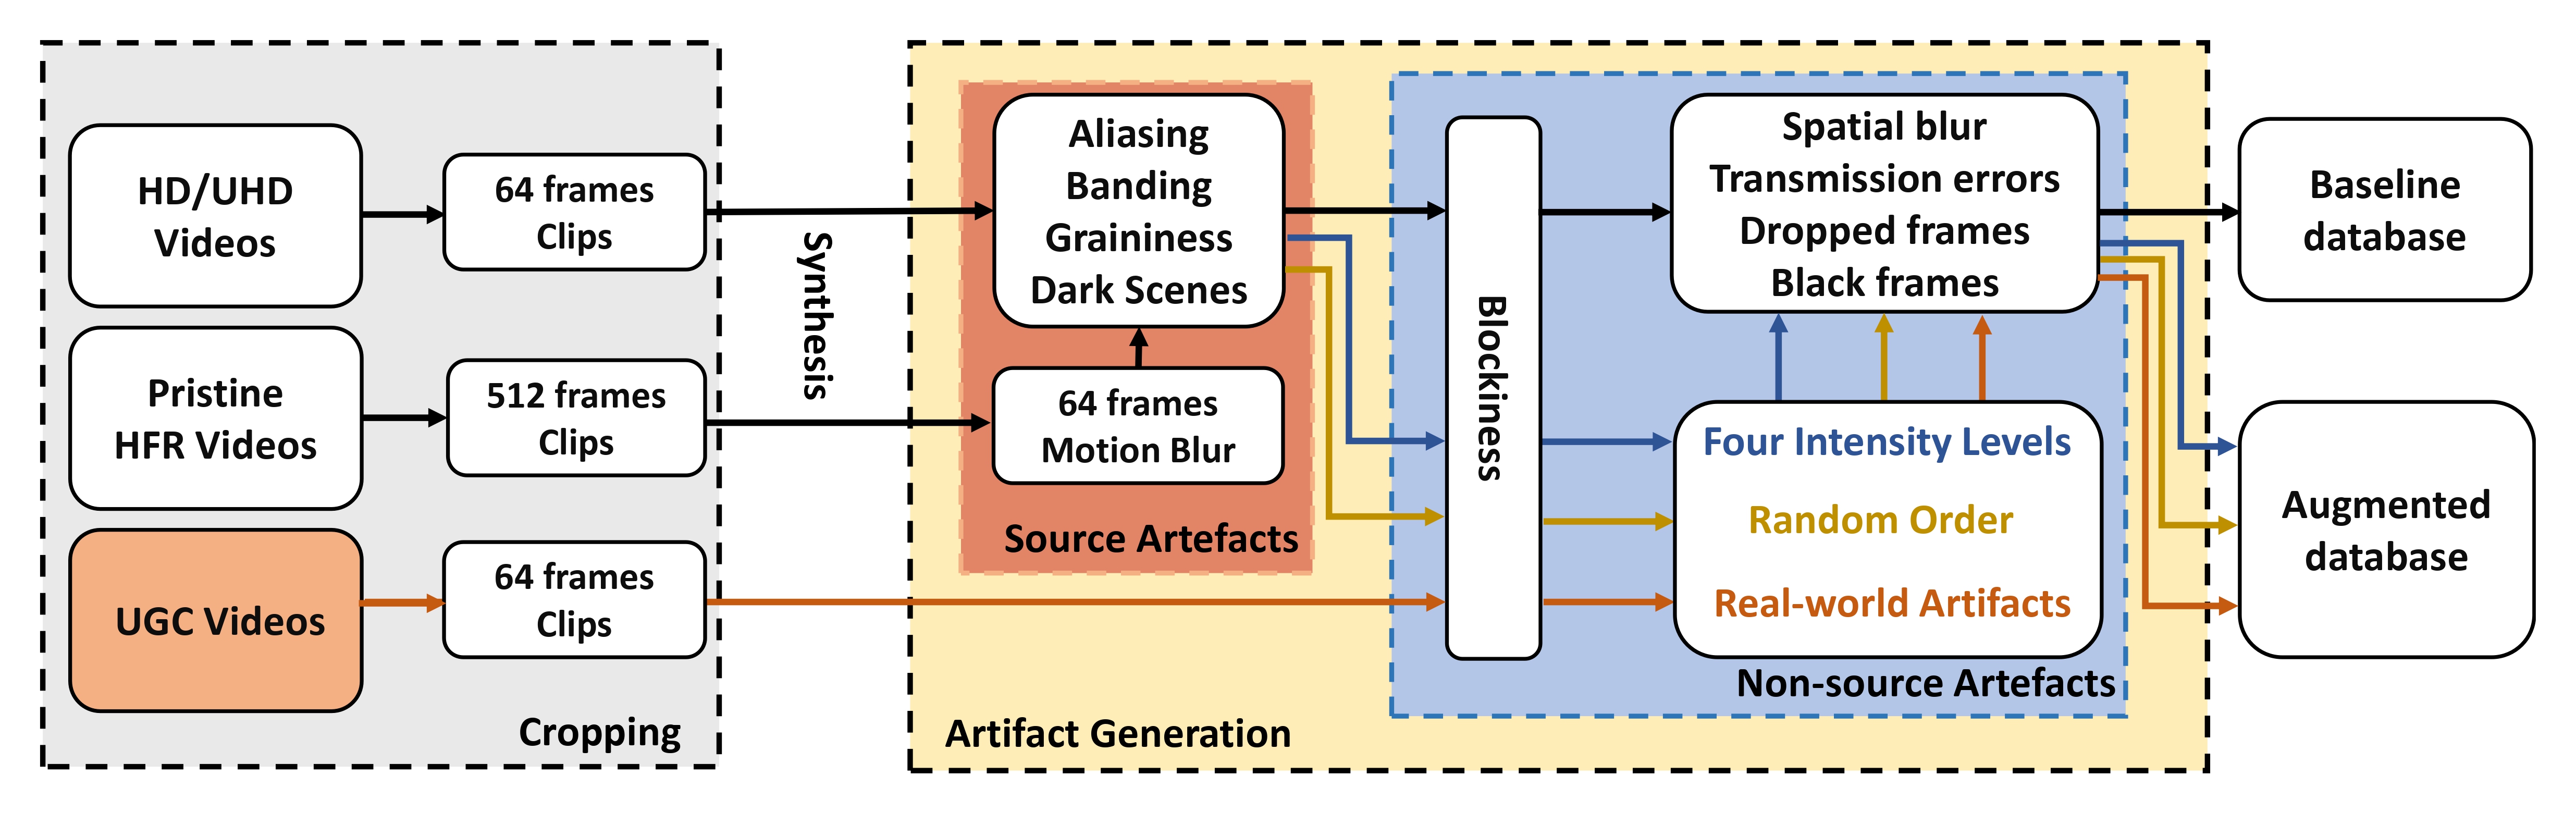 HD/UHD
Videos
64 frames
Clips
Pristine
HFR Videos
512 frames
Clips
UGC Videos
64 frames
Clips
Cropping
Synthesis
Aliasing
Banding
Graininess
Dark Scenes
64 frames
Motion Blur
Source Artefacts
Artifact Generation
Blockiness
Spatial blur
Transmission errors
Dropped frames
Black frames
Four Intensity Levels
Random Order
Real-world Artifacts
Non-source Artefacts
Baseline
database
Augmented
database